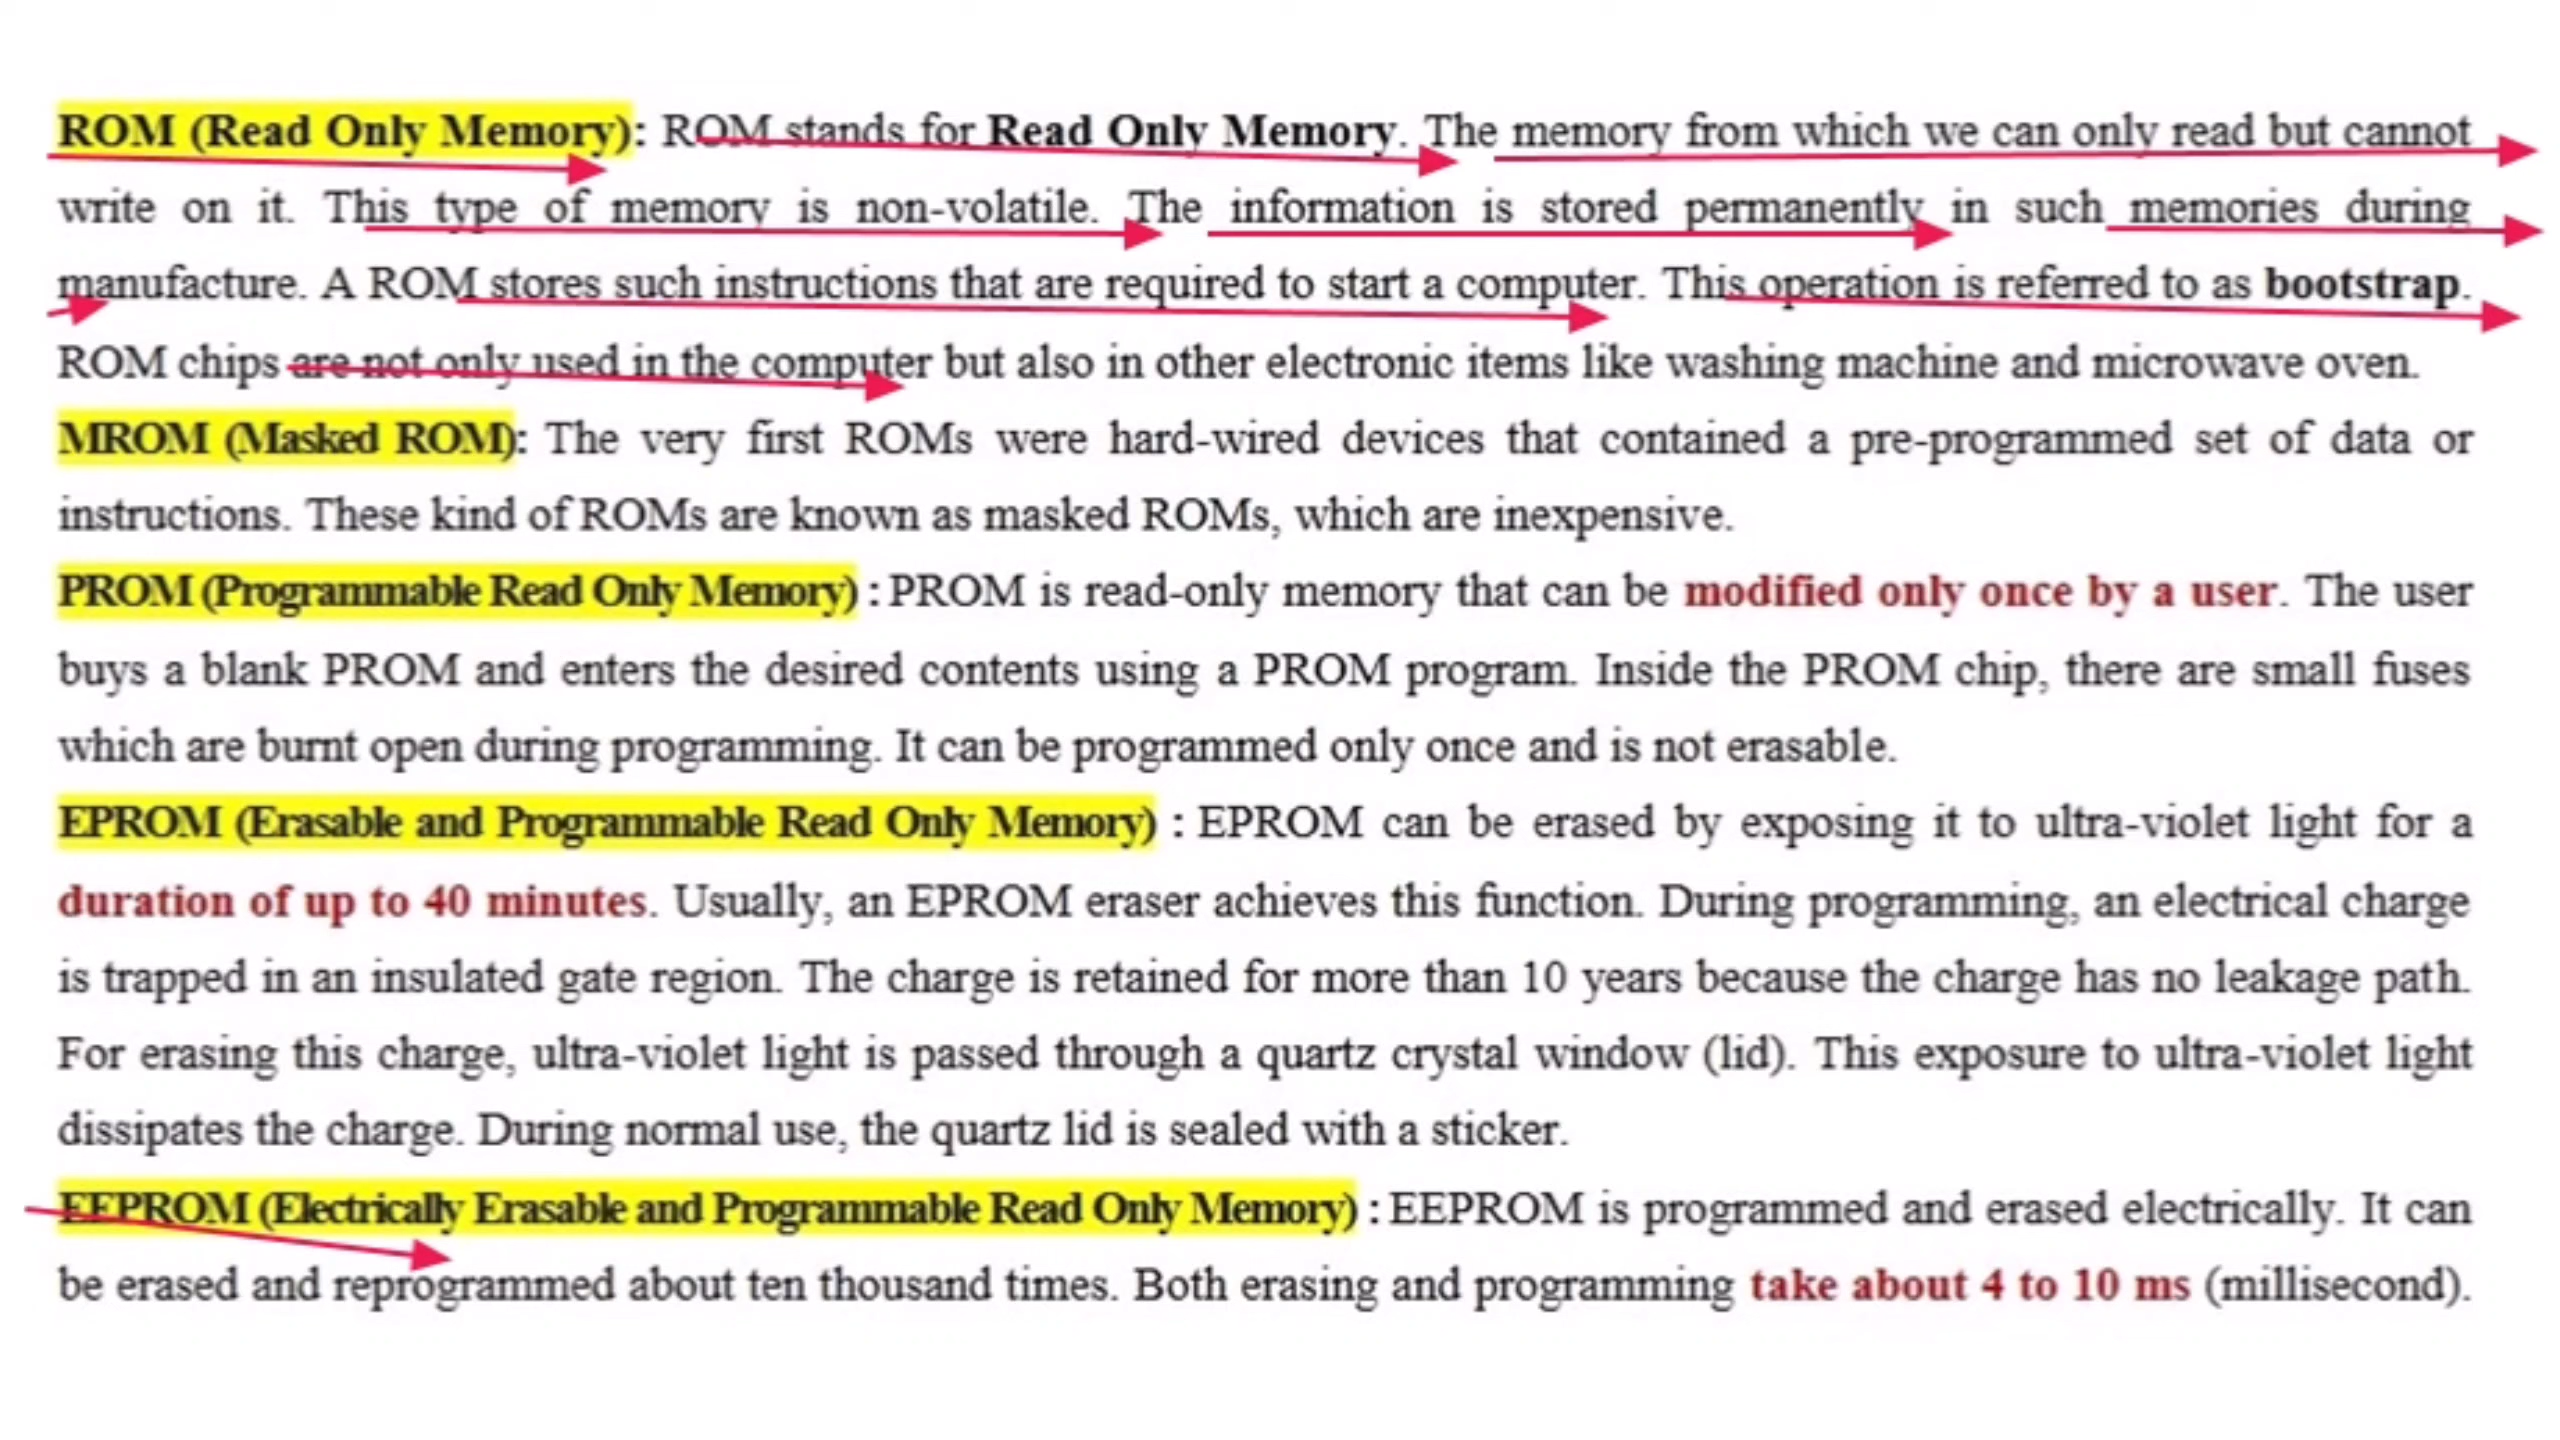 ROM (Read Only Memory): ROM stands for Read Only Memory. The memory from which we can only read but cannot
write on it. This type of memory is non-volatile. The information is stored permanently in such memories during
manufacture. A ROM stores such instructions that are required to start a computer. This operation is referred to as bootstrap.
ROM chips are not only used in the computer but also in other electronic items like washing machine and microwave oven.
MROM (Masked ROM): The very first ROMs were hard-wired devices that contained a pre-programmed set of data or
instructions. These kind of ROMs are known as masked ROMs, which are inexpensive.
PROM (Programmable Read Only Memory) : PROM is read-only memory that can be modified only once by a user. The user
buys a blank PROM and enters the desired contents using a PROM program. Inside the PROM chip, there are small fuses
which are burnt open during programming. It can be programmed only once and is not erasable.
EPROM (Erasable and Programmable Read Only Memory) : EPROM can be erased by exposing it to ultra-violet light for a
duration of up to 40 minutes. Usually, an EPROM eraser achieves this function. During programming, an electrical charge
is trapped in an insulated gate region. The charge is retained for more than 10 years because the charge has no leakage path.
For erasing this charge, ultra-violet light is passed through a quartz crystal window (lid). This exposure to ultra-violet light
dissipates the charge. During normal use, the quartz lid is sealed with a sticker.
EEPROM (Electrically Erasable and Programmable Read Only Memory) : EEPROM is programmed and erased electrically. It can
be erased and reprogrammed about ten thousand times. Both erasing and programming take about 4 to 10 ms (millisecond).